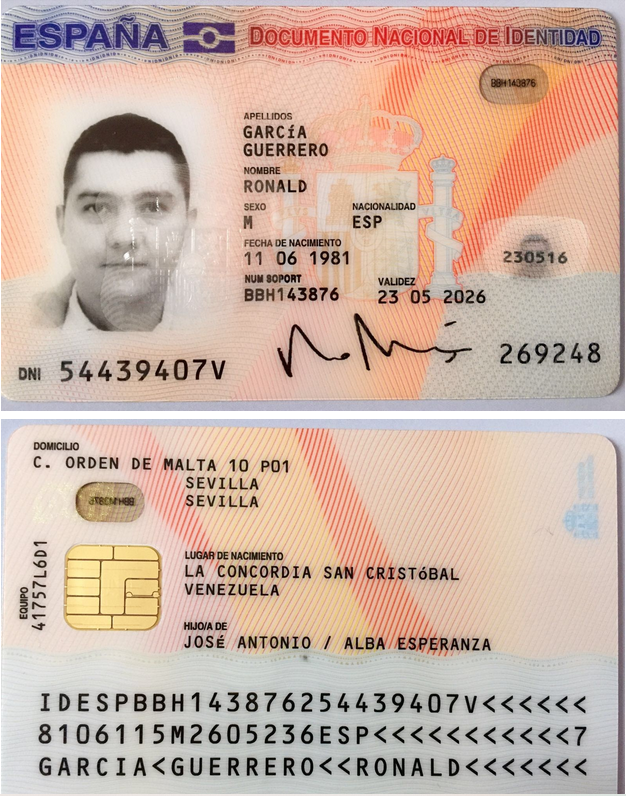 ESPAÑA DOCUMENTO NACIONAL DE IDENTIDAD
BBH143876
APELLIDOS
GARCíA
GUERRERO
NOMBRE
RONALD
SEXO NACIONALIDAD
M ESP
FECHA DE NACIMIENTO
11 06 1981
230516
NUM SOPORT VALIDEZ
BBH143876 23 05 2026
269248
DNI 54439407V
DOMICILIO
C. ORDEN DE MALTA 10 P01
SEVILLA
SEVILLA
BBH143876
EQUIPO
41757L6D1
LUGAR DE NACIMIENTO
LA CONCORDIA SAN CRISTóBAL
VENEZUELA
HIJO/A DE
JOSé ANTONIO / ALBA ESPERANZA
IDESPBBH143876254439407V<<<<<<
8106115M2605236ESP<<<<<<<<<<<7
GARCIA<GUERRERO<<RONALD<<<<<<<